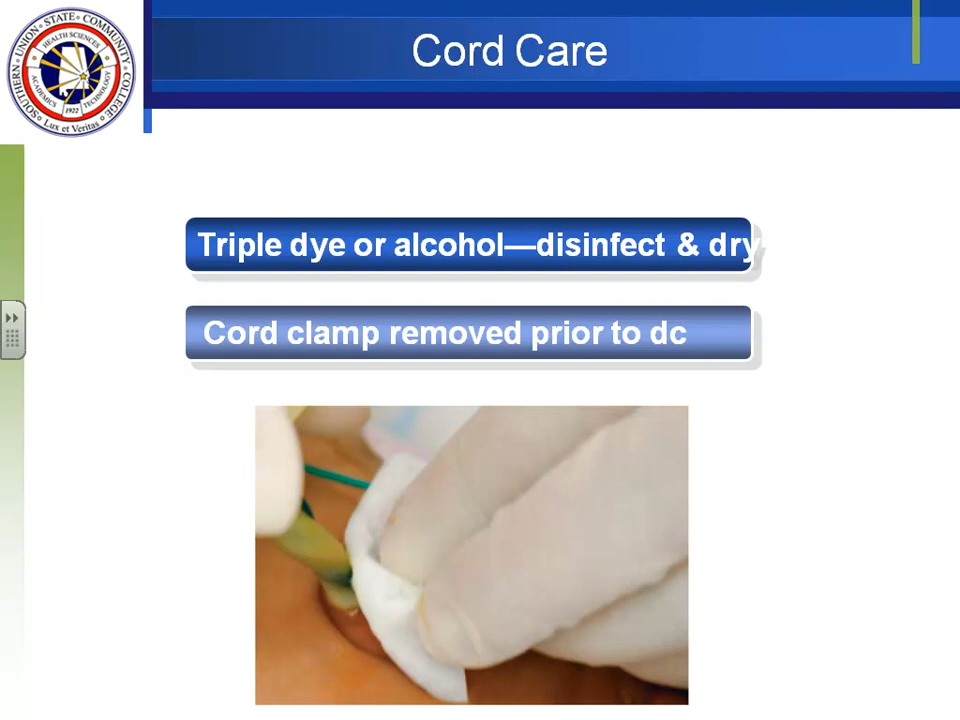 SOUTHERN UNION STATE COMMUNITY COLLEGE
HEALTH SCIENCES
ACADEMICS
TECHNOLOGY
1922
Lux et Veritas
Cord Care
Triple dye or alcohol—disinfect & dry
Cord clamp removed prior to dc